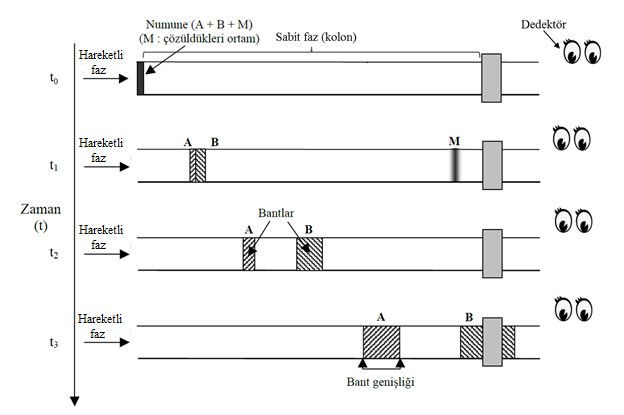 Numune (A + B + M)
(M : çözüldükleri ortam)
Sabit faz (kolon)
Dedektör
Hareketli
faz
t0
Hareketli
faz
A B
M
t1
Zaman
(t)
Hareketli
faz
A
Bantlar
B
t2
Hareketli
faz
A
B
t3
Bant genişliği